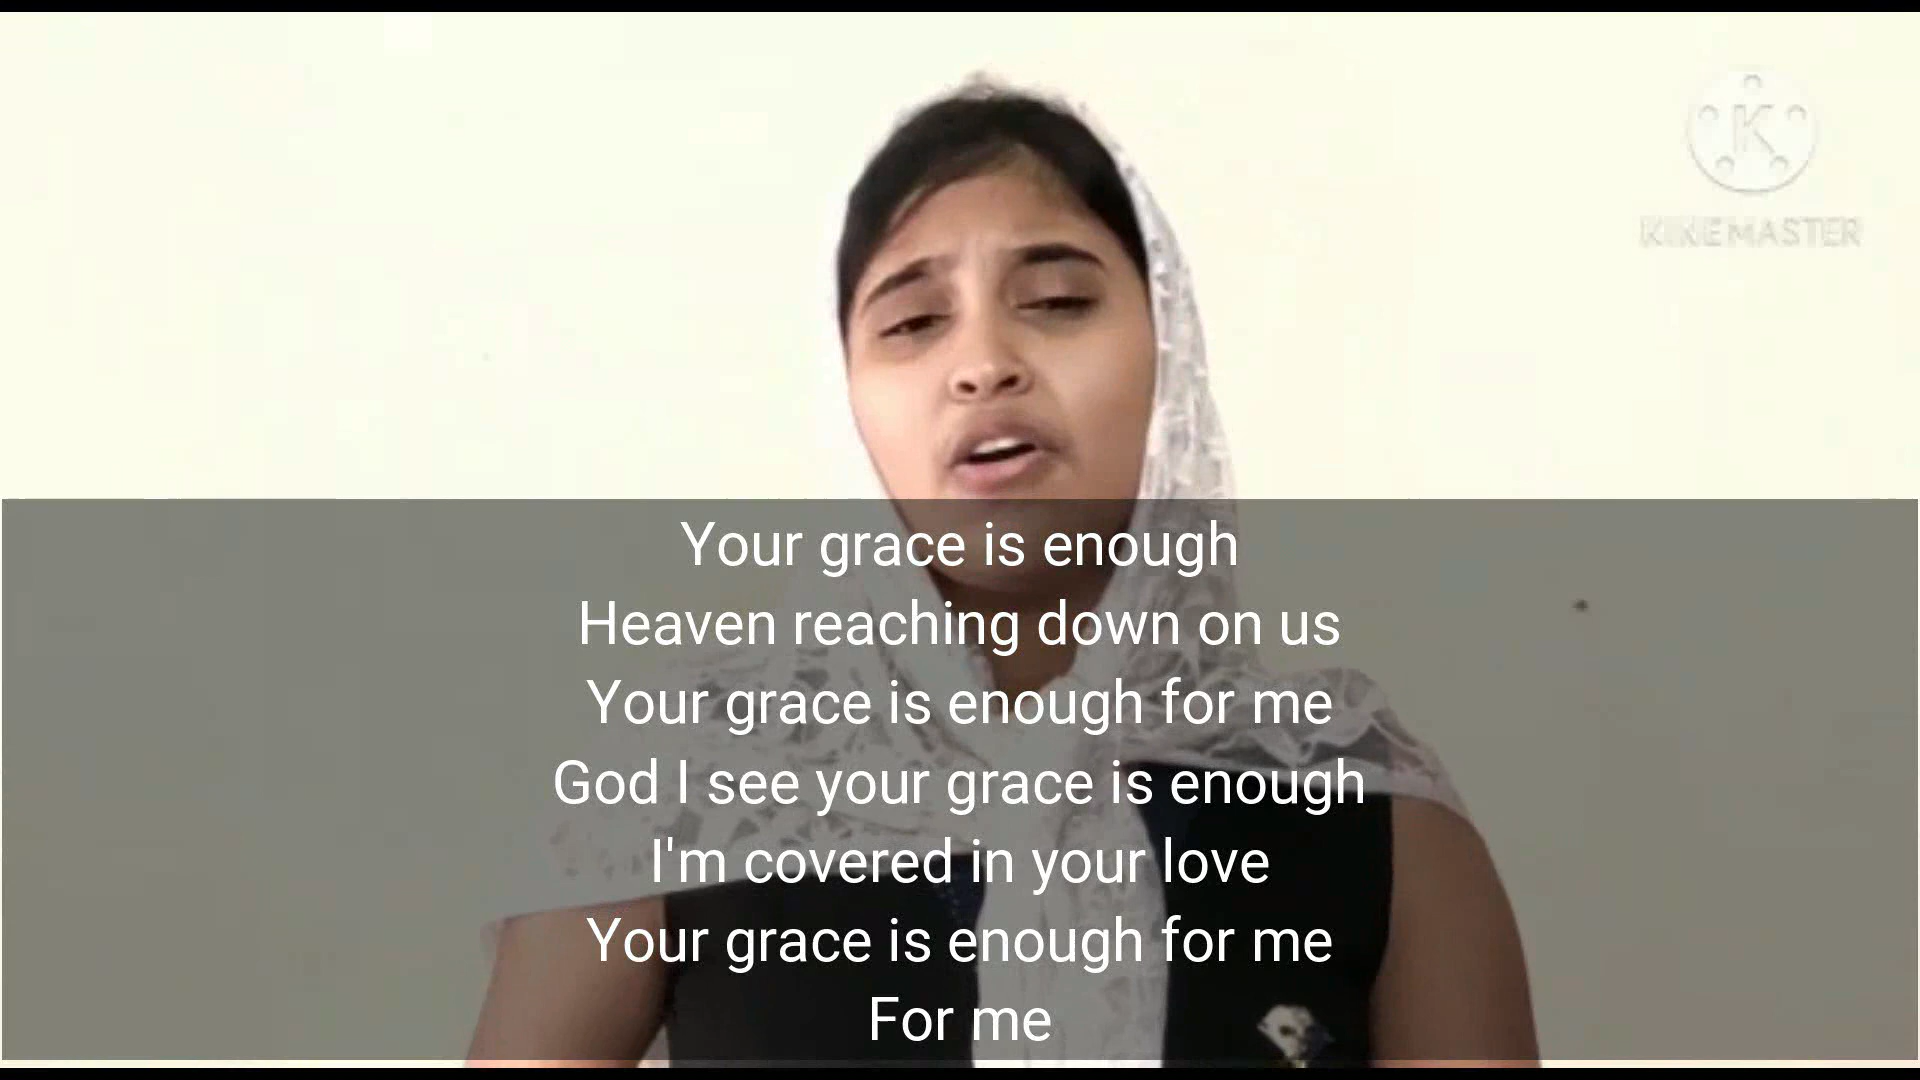 K
KINEMASTER
Your grace is enough
Heaven reaching down on us
Your grace is enough for me
God I see your grace is enough
I'm covered in your love
Your grace is enough for me
For me